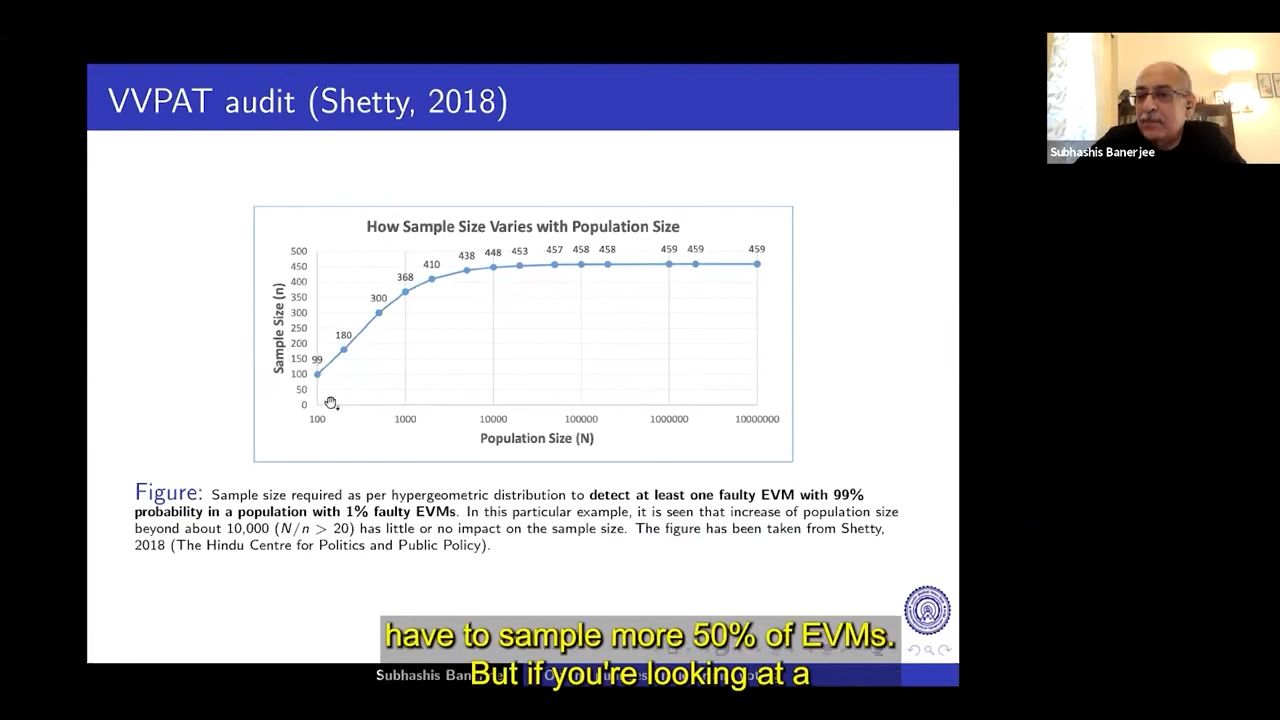 VVPAT audit (Shetty, 2018)
Subhashis Banerjee
How Sample Size Varies with Population Size
Sample Size (n)
500
450
400
350
300
250
200
150
100
50
0
99
180
300
368
410
438
448
453
457
458
458
459
459
459
100
1000
10000
100000
1000000
10000000
Population Size (N)
Figure: Sample size required as per hypergeometric distribution to detect at least one faulty EVM with 99%
probability in a population with 1% faulty EVMs. In this particular example, it is seen that increase of population size
beyond about 10,000 (N/n > 20) has little or no impact on the sample size. The figure has been taken from Shetty,
2018 (The Hindu Centre for Politics and Public Policy).
have to sample more 50% of EVMs.
But if you're looking at a
Subhashis Ban